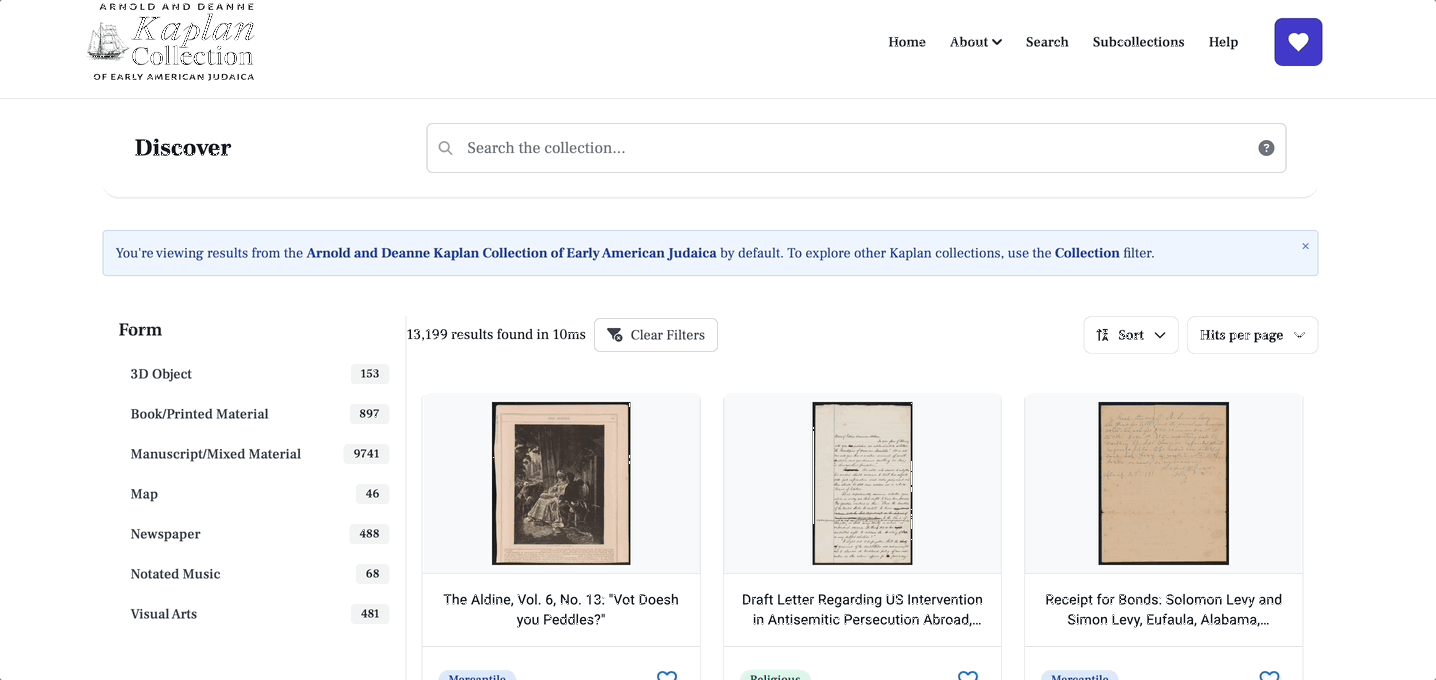 ARNOLD AND DEANNE
Kaplan
Collection
OF EARLY AMERICAN JUDAICA
Home About Search Subcollections Help
Discover
Search the collection...
?
You're viewing results from the Arnold and Deanne Kaplan Collection of Early American Judaica by default. To explore other Kaplan collections, use the Collection filter.
×
Form
3D Object 153
Book/Printed Material 897
Manuscript/Mixed Material 9741
Map 46
Newspaper 488
Notated Music 68
Visual Arts 481
13,199 results found in 10ms
Clear Filters
Sort
Hits per page
The Aldine, Vol. 6, No. 13: "Vot Doesh
you Peddles?"
Mercantile
Draft Letter Regarding US Intervention
in Antisemitic Persecution Abroad,...
Religious
Receipt for Bonds: Solomon Levy and
Simon Levy, Eufaula, Alabama,...
Mercantile